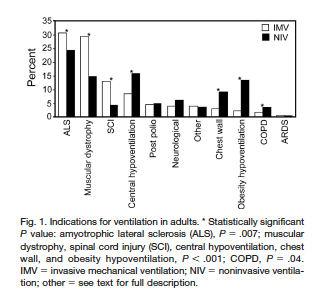 35
30
25
20
15
10
5
0
Percent
IMV
NIV
*
*
*
*
*
*
*
ALS
Muscular dystrophy
SCI
Central hypoventilation
Post polio
Neurological
Other
Chest wall
Obesity hypoventilation
COPD
ARDS
Fig. 1. Indications for ventilation in adults. * Statistically significant
P value: amyotrophic lateral sclerosis (ALS), P = .007; muscular
dystrophy, spinal cord injury (SCI), central hypoventilation, chest
wall, and obesity hypoventilation, P < .001; COPD, P = .04.
IMV = invasive mechanical ventilation; NIV = noninvasive ventila-
tion; other = see text for full description.